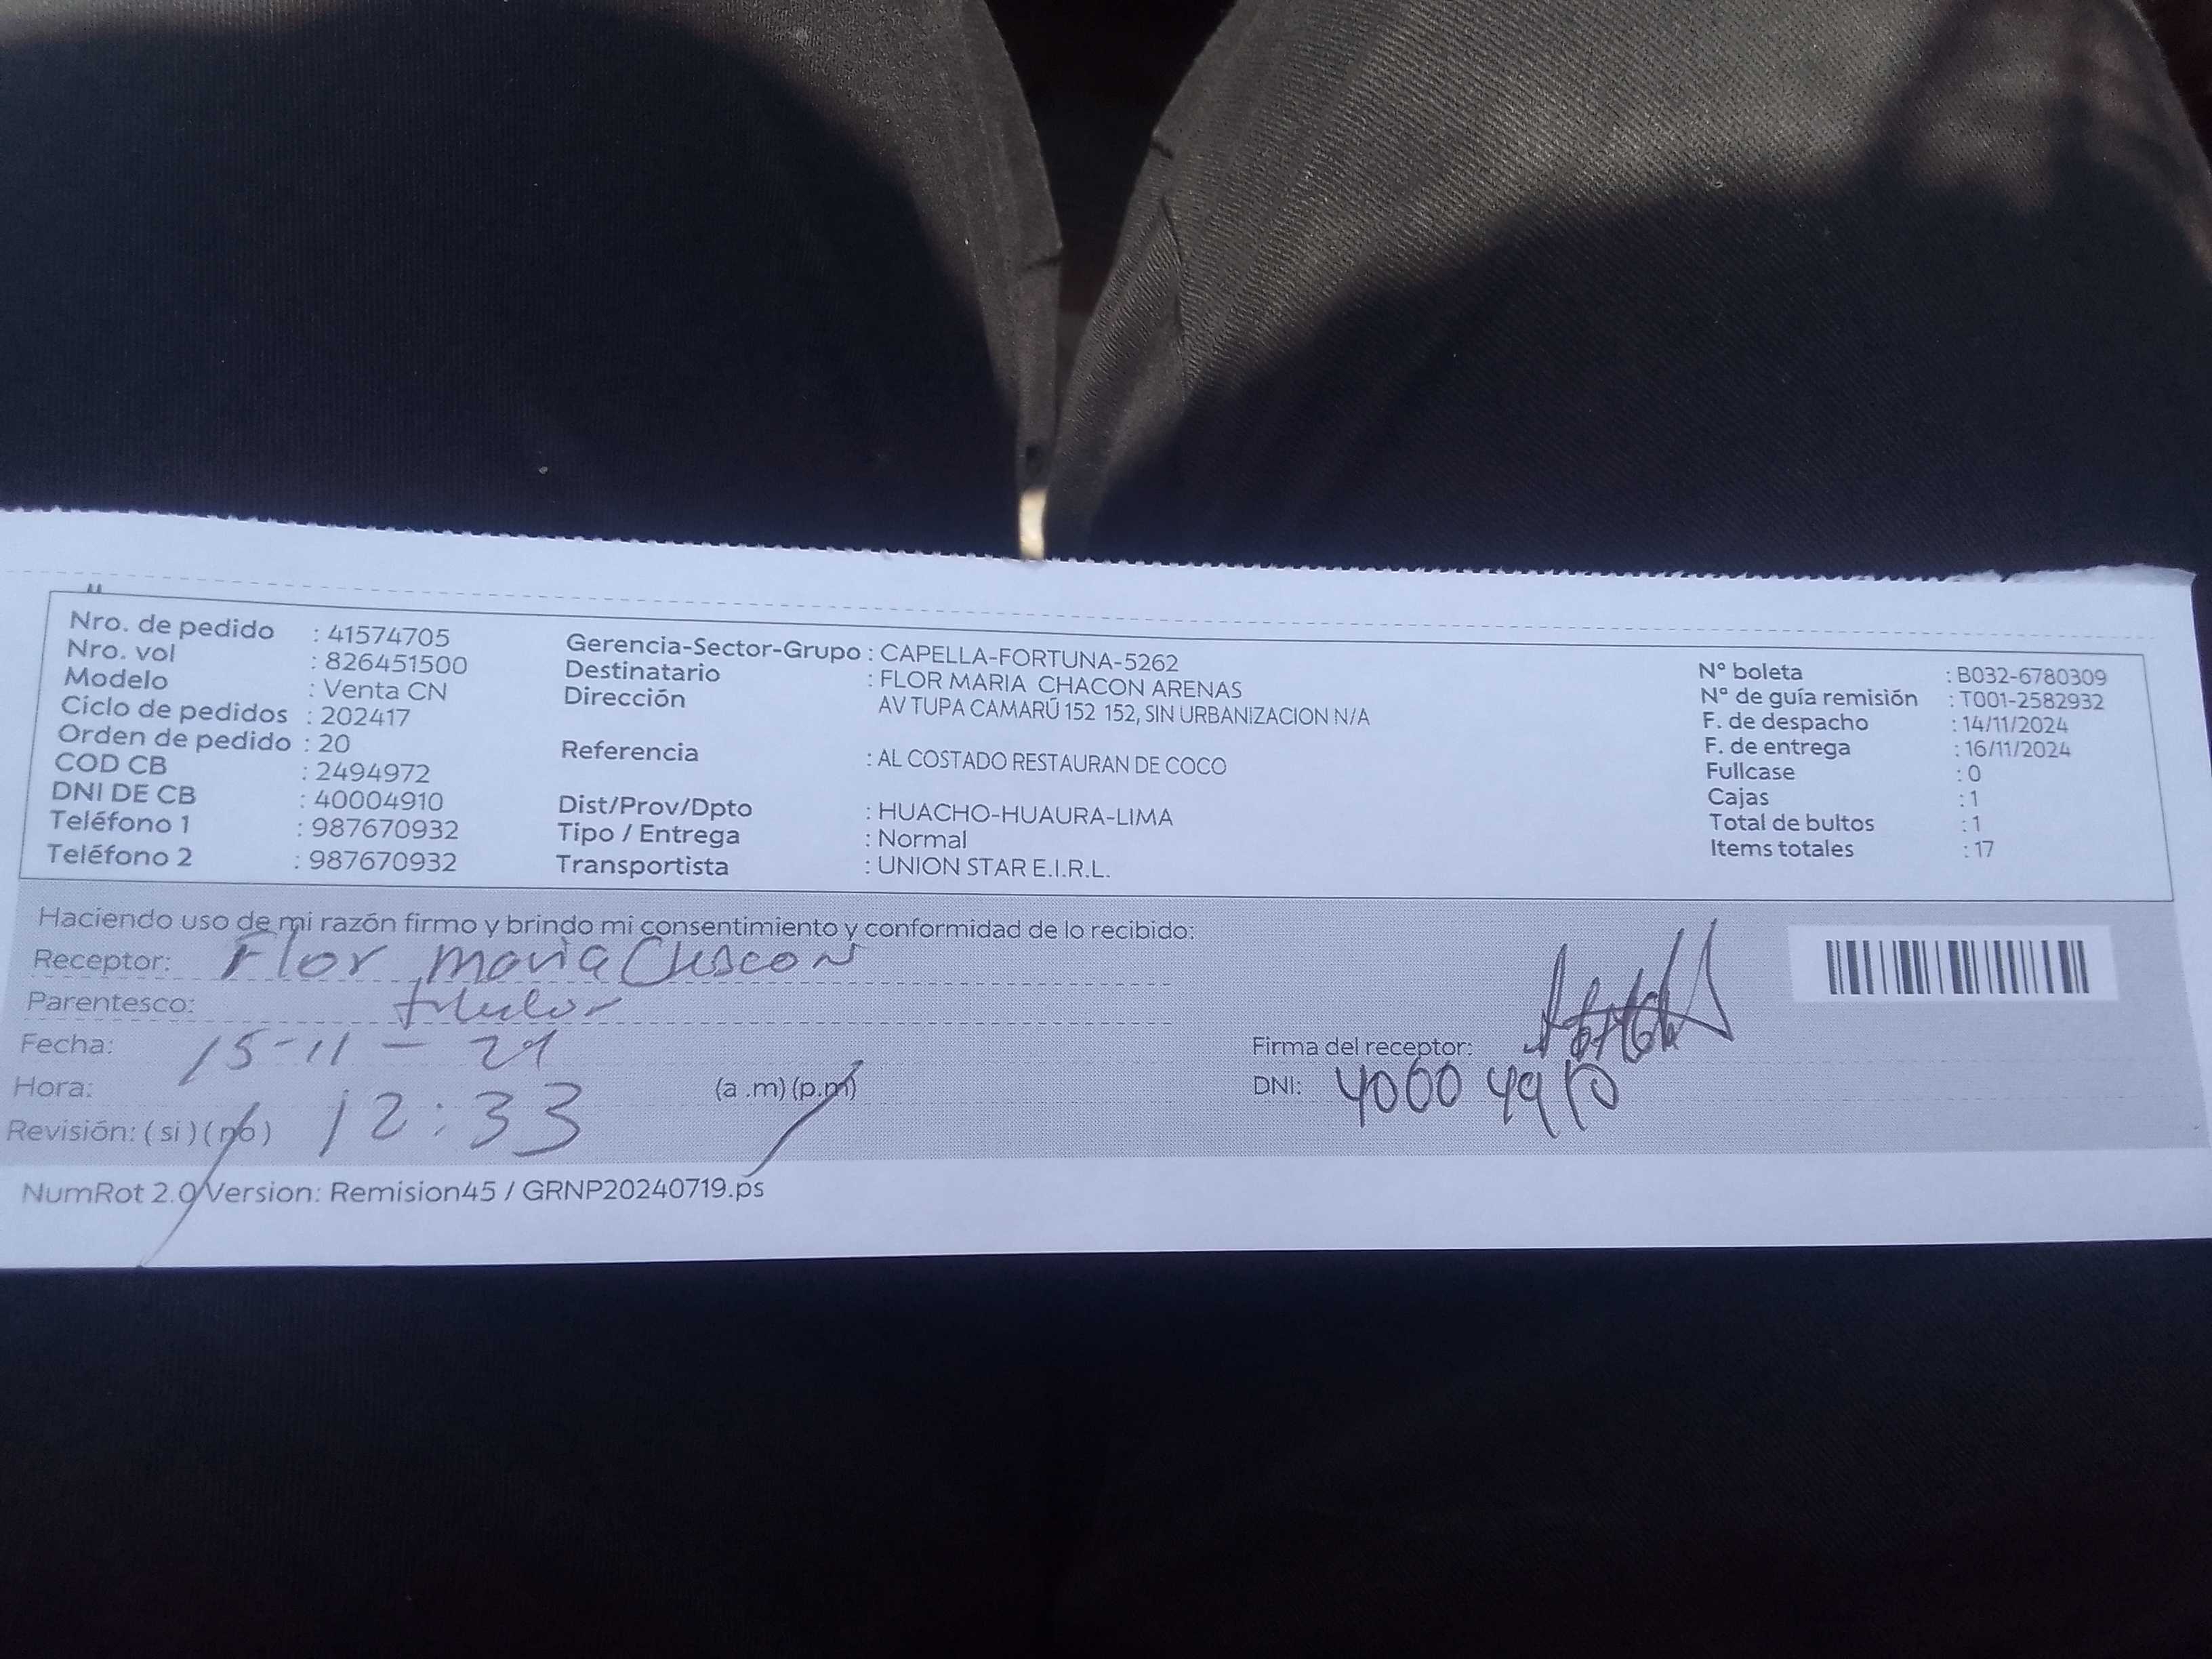 Nro. de pedido : 41574705
Nro. vol : 826451500
Modelo : Venta CN
Ciclo de pedidos : 202417
Orden de pedido : 20
COD CB : 2494972
DNI DE CB : 40004910
Teléfono 1 : 987670932
Teléfono 2 : 987670932
Gerencia-Sector-Grupo : CAPELLA-FORTUNA-5262
Destinatario : FLOR MARIA CHACON ARENAS
Dirección AV TUPA CAMARÚ 152 152, SIN URBANIZACION N/A
Referencia : AL COSTADO RESTAURAN DE COCO
Dist/Prov/Dpto : HUACHO-HUAURA-LIMA
Tipo / Entrega : Normal
Transportista : UNION STAR E.I.R.L.
N° boleta : B032-6780309
N° de guía remisión : T001-2582932
F. de despacho : 14/11/2024
F. de entrega : 16/11/2024
Fullcase : 0
Cajas : 1
Total de bultos : 1
Items totales : 17
Haciendo uso de mi razón firmo y brindo mi consentimiento y conformidad de lo recibido:
Receptor: Flor Maria Chacon
Parentesco: titular
Fecha: 15-11-24
Hora: 12:33 (a .m) (p.m)
Revisión: ( si ) ( no )
Firma del receptor:
DNI: 40004910
NumRot 2.0 Version: Remision45 / GRNP20240719.ps